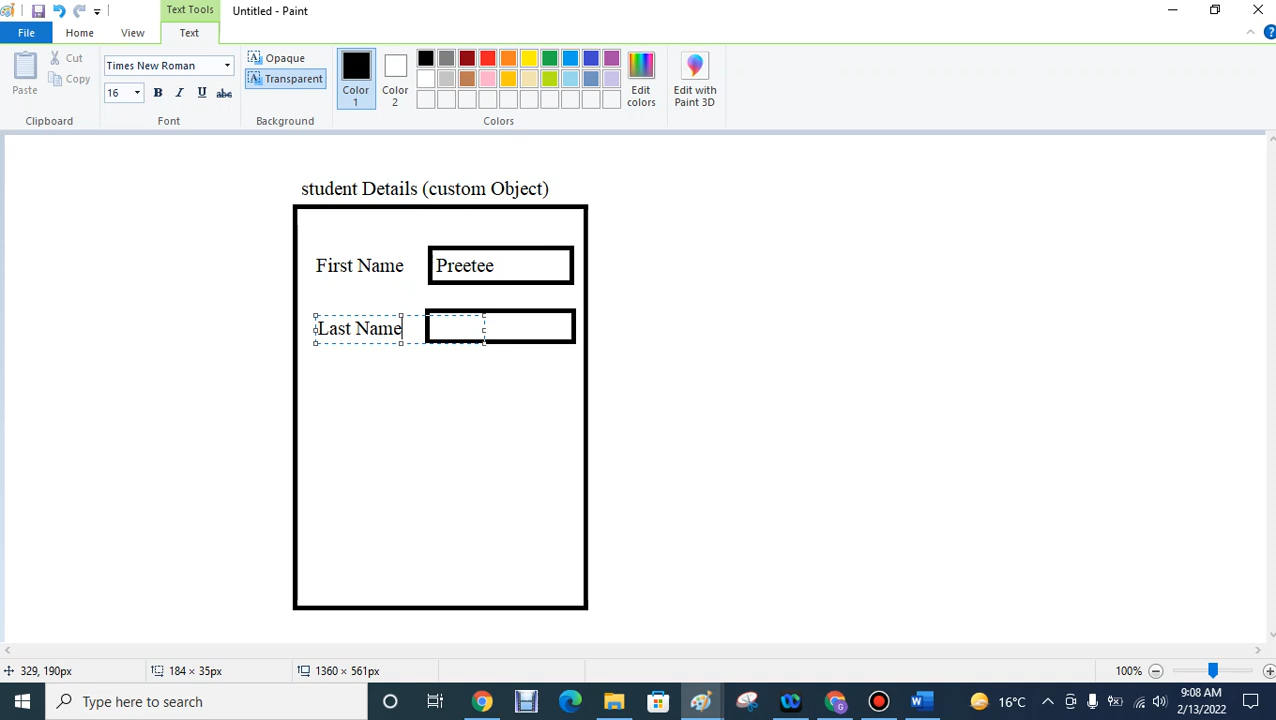 Text Tools
Untitled - Paint
File
Home
View
Text
Paste
Cut
Copy
Clipboard
Times New Roman
16
B
I
U
abc
Font
Opaque
Transparent
Background
Color
1
Color
2
Edit
colors
Colors
Edit with
Paint 3D
student Details (custom Object)
First Name
Preetee
Last Name
329, 190px
184 × 35px
1360 × 561px
100%
Type here to search
16°C
9:08 AM
2/13/2022